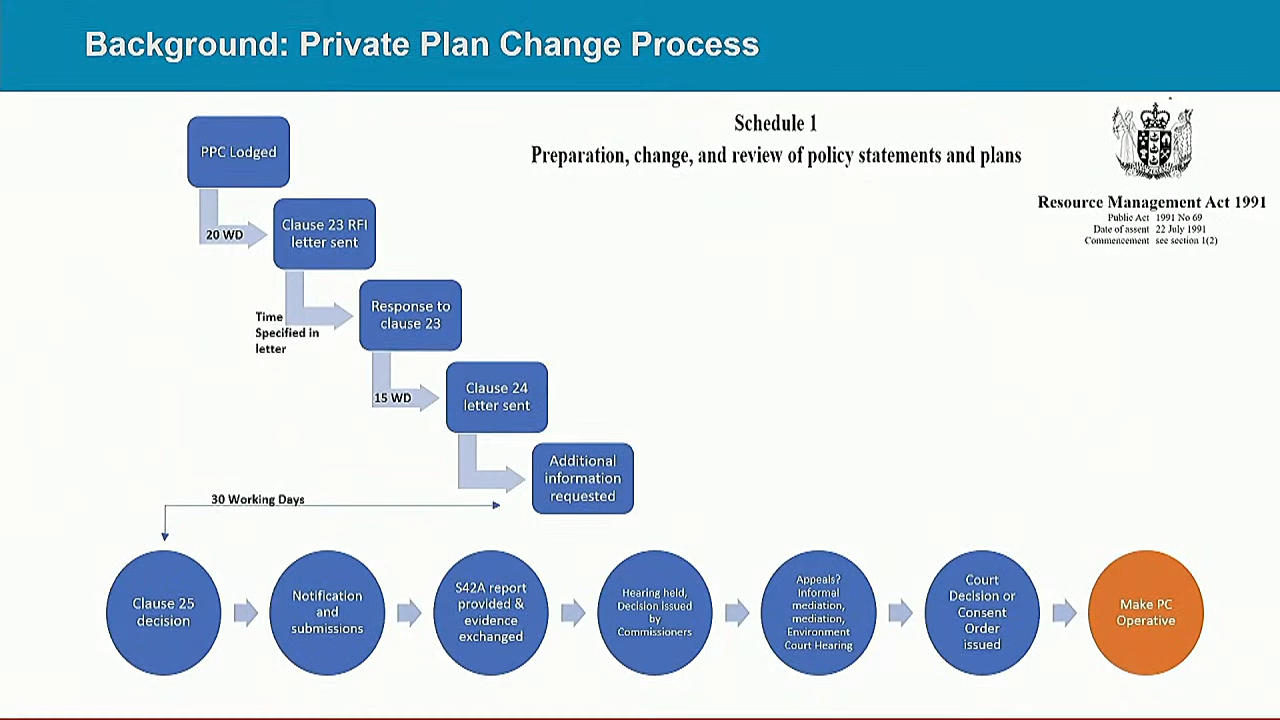 Background: Private Plan Change Process
Schedule 1
Preparation, change, and review of policy statements and plans
Resource Management Act 1991
Public Act 1991 No 69
Date of assent 22 July 1991
Commencement see section 1(2)
PPC Lodged
20 WD
Clause 23 RFI
letter sent
Time
Specified in
letter
Response to
clause 23
15 WD
Clause 24
letter sent
Additional
information
requested
30 Working Days
Clause 25
decision
Notification
and
submissions
S42A report
provided &
evidence
exchanged
Hearing held,
Decision issued
by
Commissioners
Appeals?
Informal
mediation,
mediation,
Environment
Court Hearing
Court
Decision or
Consent
Order
issued
Make PC
Operative